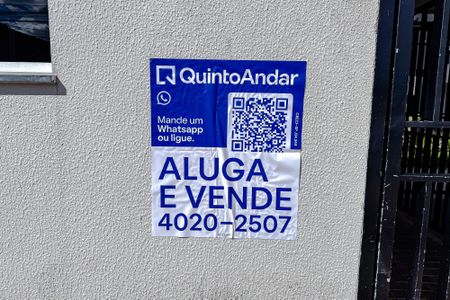 QuintoAndar
Mande um
Whatsapp
ou ligue.
ALUGA
E VENDE
4020-2507